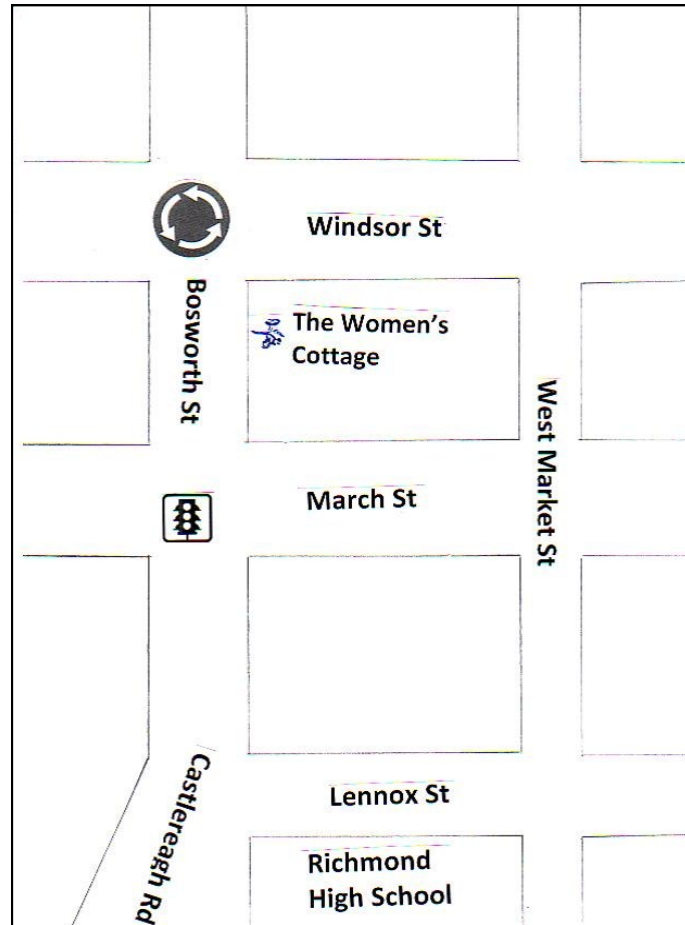 Windsor St
Bosworth St
The Women's
Cottage
West Market St
March St
Castlereagh Rd
Lennox St
Richmond
High School